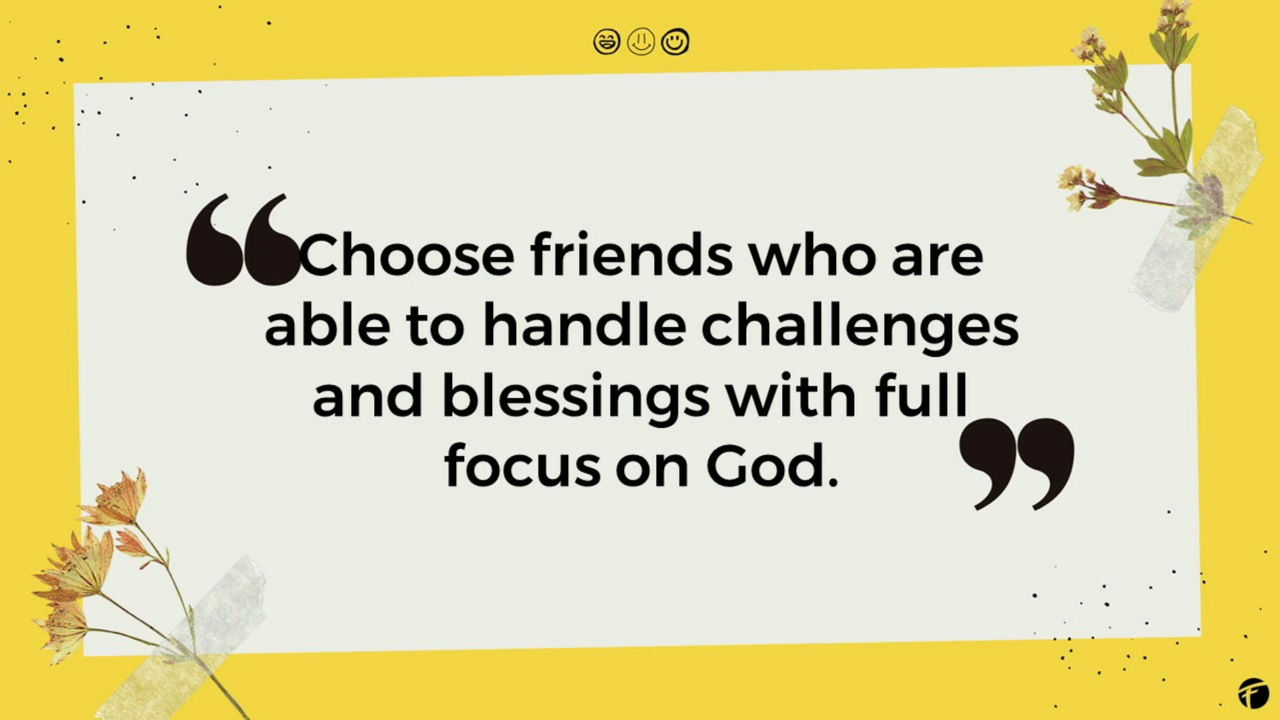 “Choose friends who are
able to handle challenges
and blessings with full
focus on God.”